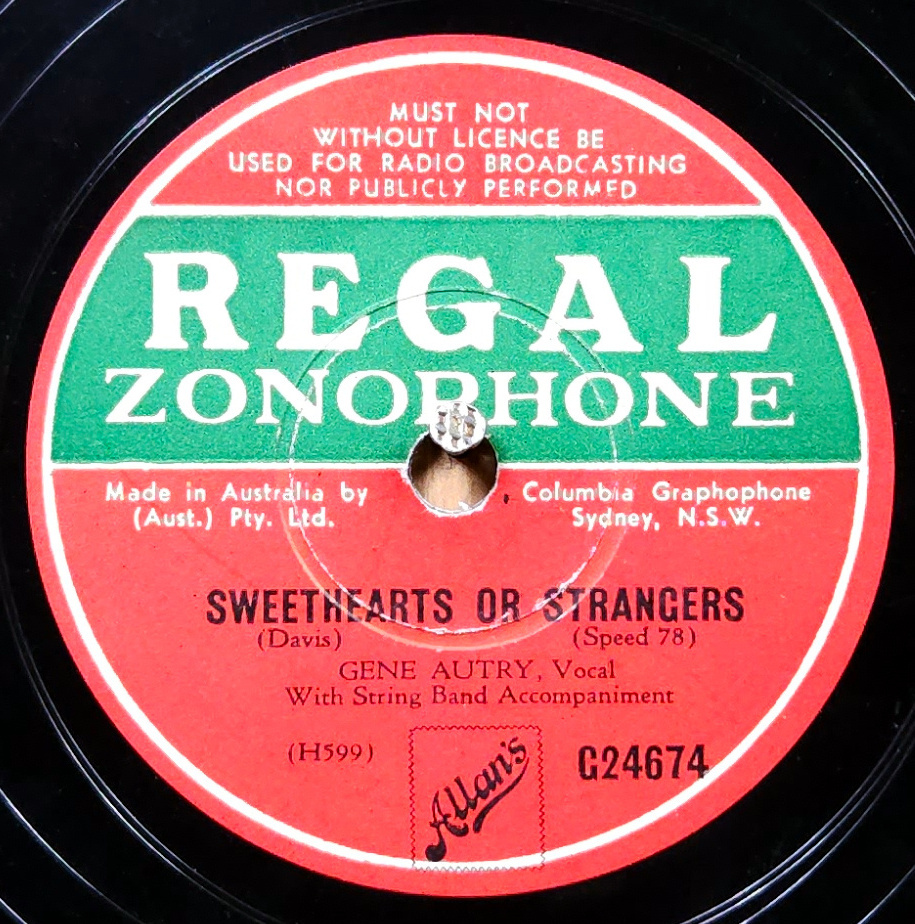 MUST NOT
WITHOUT LICENCE BE
USED FOR RADIO BROADCASTING
NOR PUBLICLY PERFORMED
REGAL
ZONOPHONE
Made in Australia by Columbia Graphophone
(Aust.) Pty. Ltd. Sydney, N.S.W.
SWEETHEARTS OR STRANGERS
(Davis) (Speed 78)
GENE AUTRY, Vocal
With String Band Accompaniment
(H599) G24674
Allan's